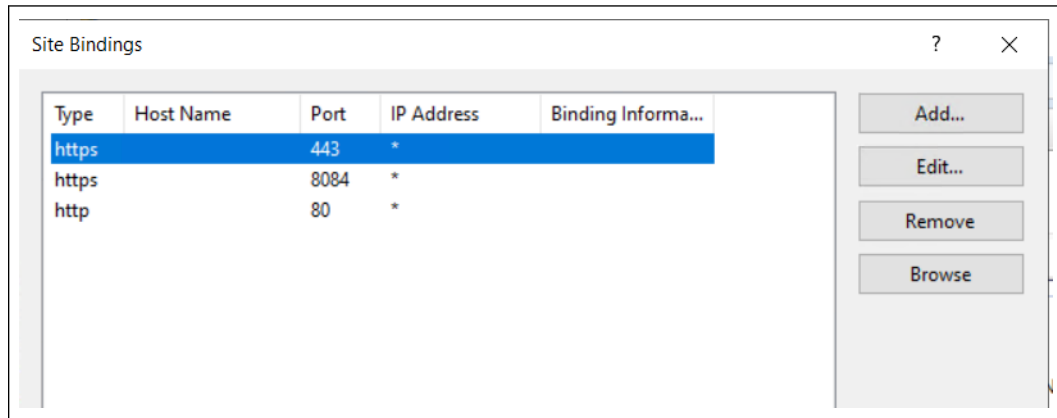 Site Bindings ? ×
Type Host Name Port IP Address Binding Informa... Add...
https 443 * Edit...
https 8084 *
http 80 * Remove
Browse